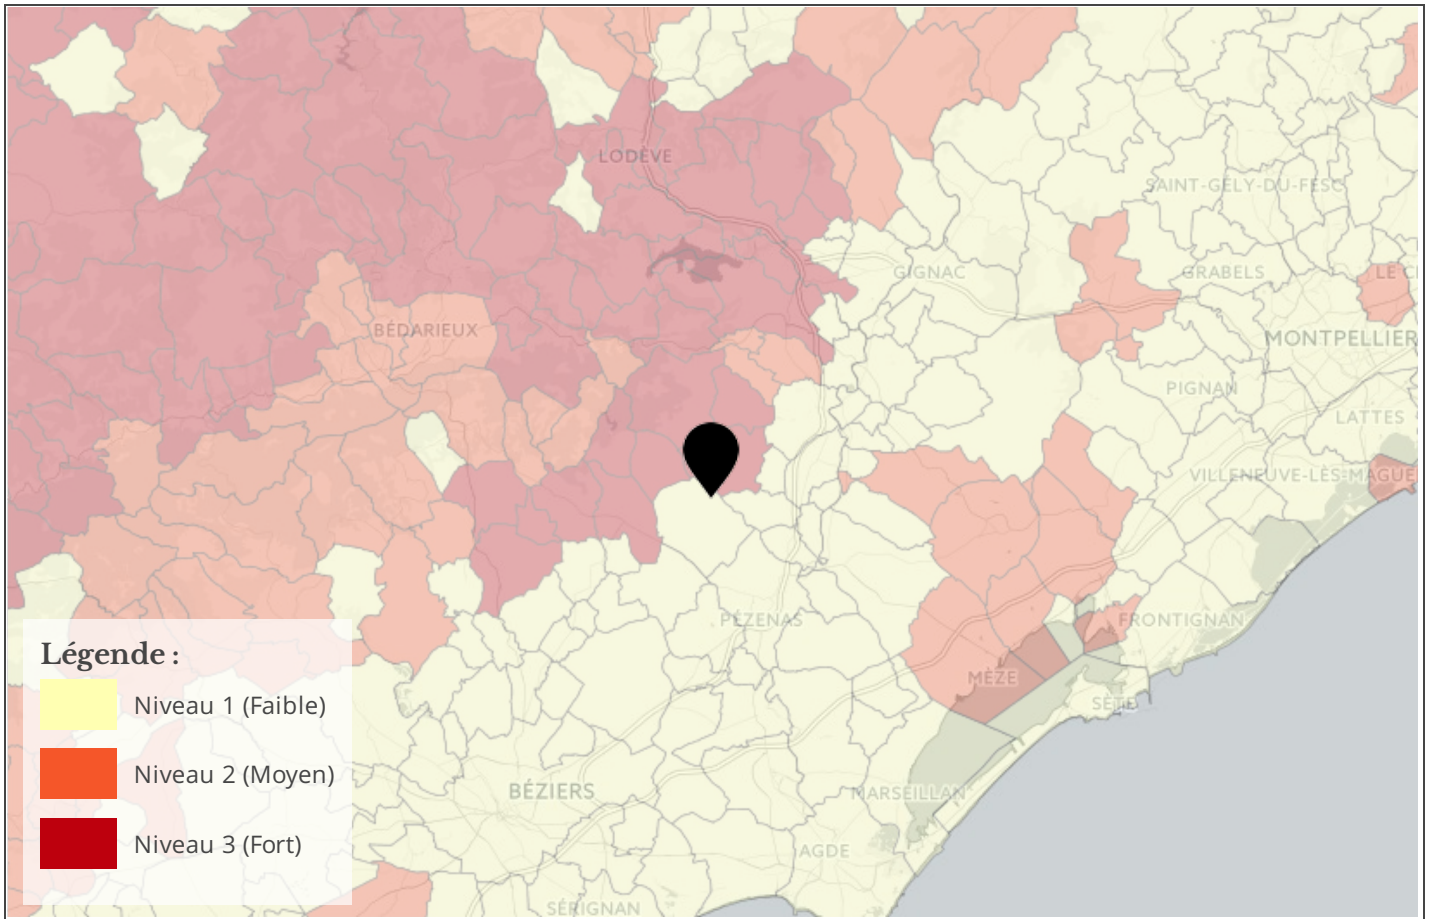 LODÈVE
SAINT-GÉLY-DU-FESC
GIGNAC
GRABELS
LE C
BÉDARIEUX
MONTPELLIER
PIGNAN
LATTES
VILLENEUVE-LÈS-MAGUE
PÉZENAS
FRONTIGNAN
MÈZE
SÈTE
BÉZIERS
MARSEILLAN
AGDE
SÉRIGNAN
Légende :
Niveau 1 (Faible)
Niveau 2 (Moyen)
Niveau 3 (Fort)